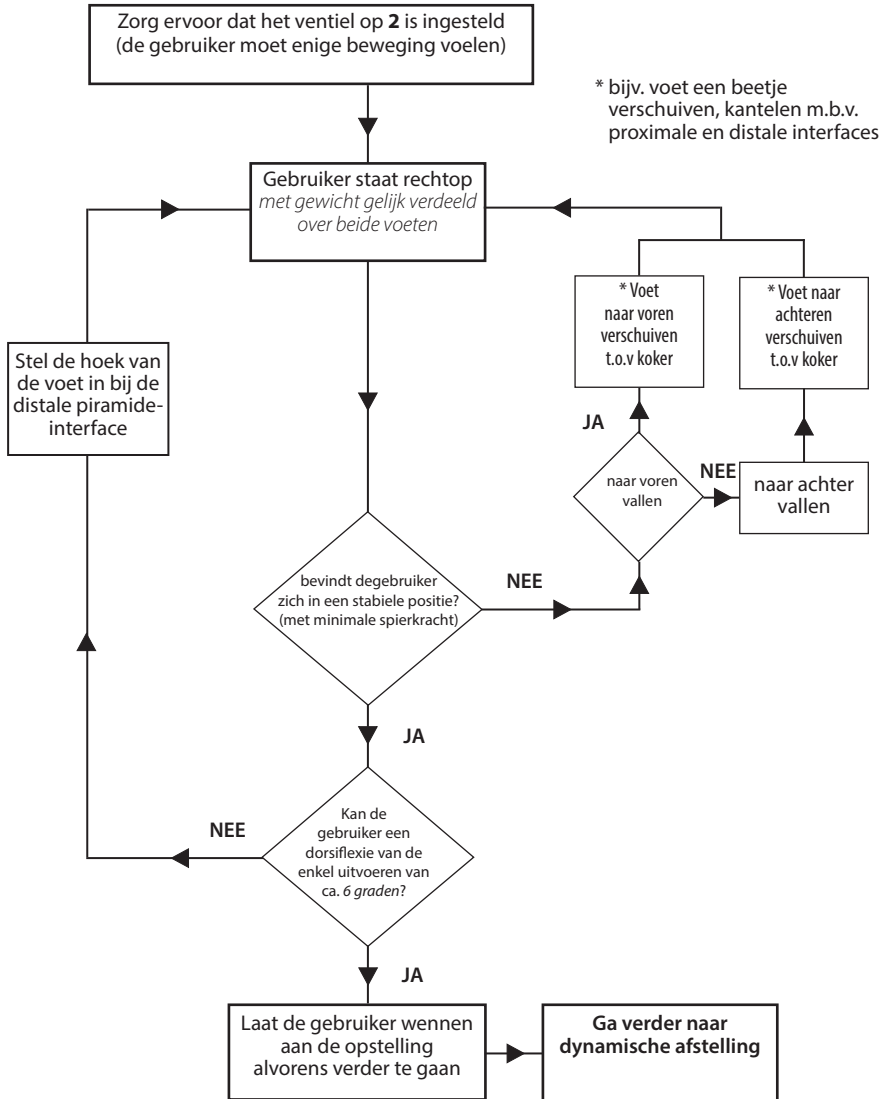 Zorg ervoor dat het ventiel op 2 is ingesteld
(de gebruiker moet enige beweging voelen)
* bijv. voet een beetje
verschuiven, kantelen m.b.v.
proximale en distale interfaces
Gebruiker staat rechtop
met gewicht gelijk verdeeld
over beide voeten
* Voet
naar voren
verschuiven
t.o.v koker
* Voet naar
achteren
verschuiven
t.o.v koker
Stel de hoek van
de voet in bij de
distale piramide-
interface
JA
naar voren
vallen
NEE
naar achter
vallen
bevindt degebruiker
zich in een stabiele positie?
(met minimale spierkracht)
NEE
JA
Kan de
gebruiker een
dorsiflexie van de
enkel uitvoeren van
ca. 6 graden?
NEE
JA
Laat de gebruiker wennen
aan de opstelling
alvorens verder te gaan
Ga verder naar
dynamische afstelling